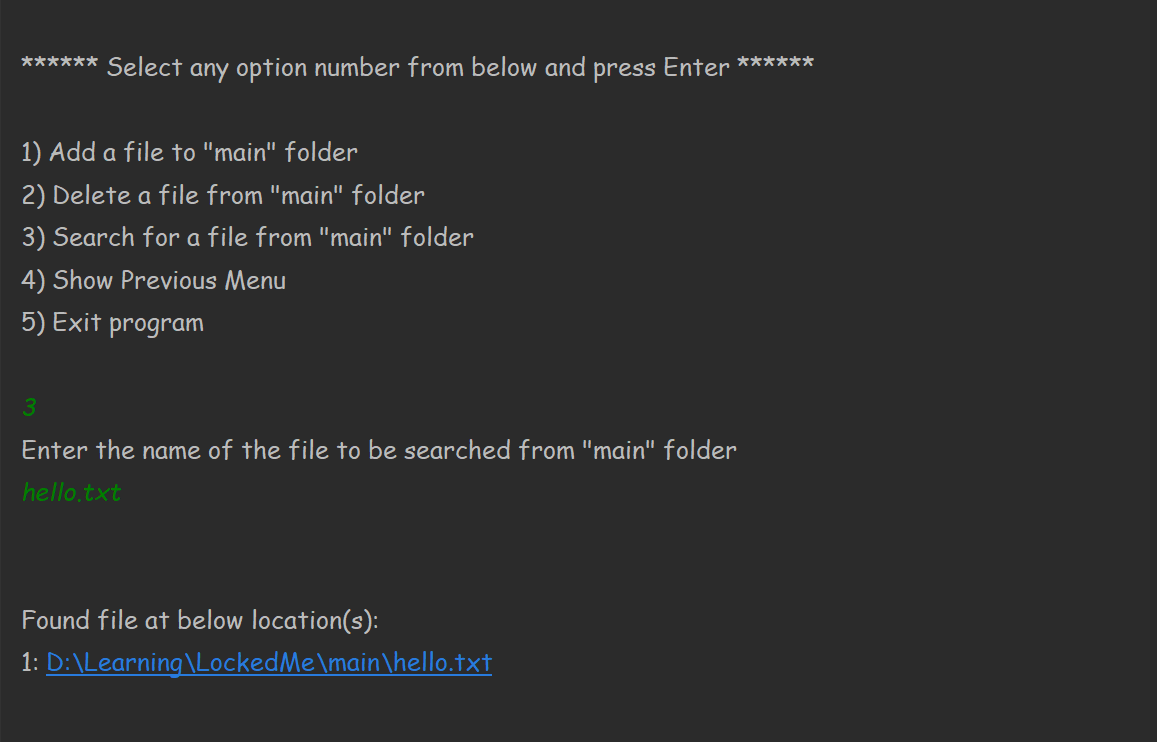 ****** Select any option number from below and press Enter ******
1) Add a file to "main" folder
2) Delete a file from "main" folder
3) Search for a file from "main" folder
4) Show Previous Menu
5) Exit program
3
Enter the name of the file to be searched from "main" folder
hello.txt
Found file at below location(s):
1: D:\Learning\LockedMe\main\hello.txt